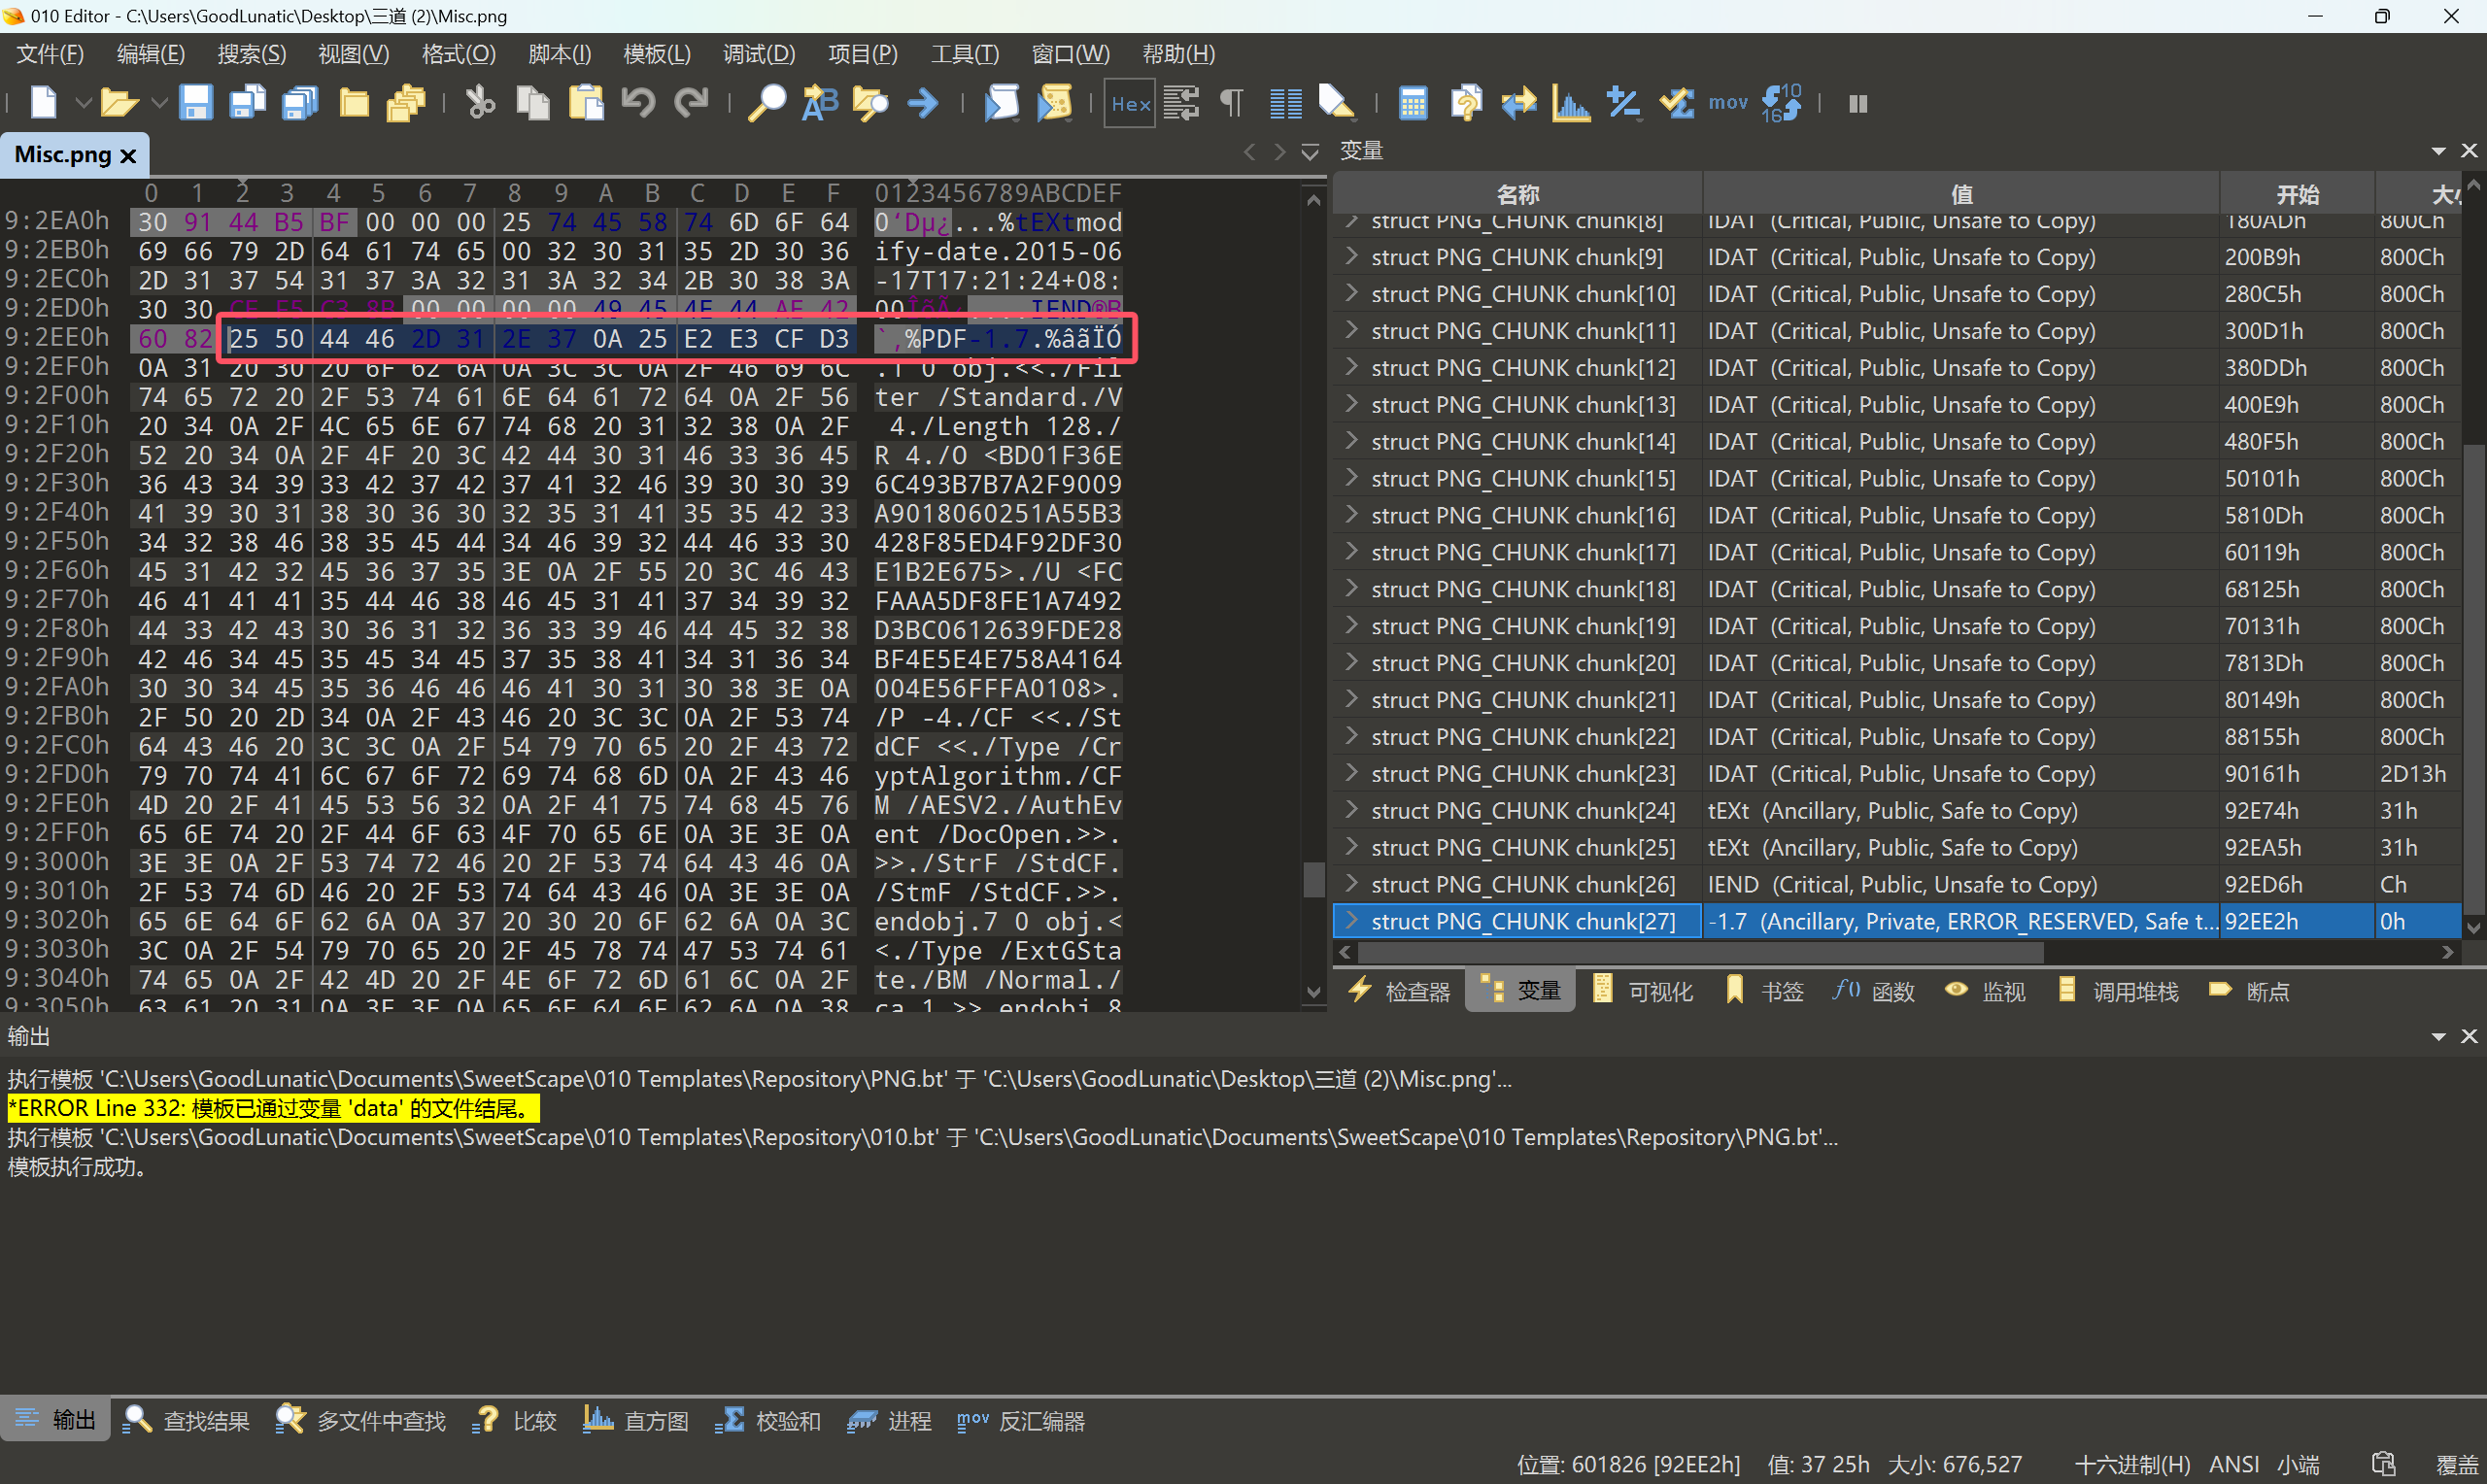 010 Editor - C:\Users\GoodLunatic\Desktop\三道 (2)\Misc.png
文件(F) 编辑(E) 搜索(S) 视图(V) 格式(O) 脚本(I) 模板(L) 调试(D) 项目(P) 工具(T) 窗口(W) 帮助(H)
Hex mov 10 16
Misc.png
变量
0 1 2 3 4 5 6 7 8 9 A B C D E F 0123456789ABCDEF
9:2EA0h 30 91 44 B5 BF 00 00 00 25 74 45 58 74 6D 6F 64 0‘Dµ¿...%tEXtmod
9:2EB0h 69 66 79 2D 64 61 74 65 00 32 30 31 35 2D 30 36 ify-date.2015-06
9:2EC0h 2D 31 37 54 31 37 3A 32 31 3A 32 34 2B 30 38 3A -17T17:21:24+08:
9:2ED0h 30 30 CE F5 C3 8B 00 00 00 00 49 45 4E 44 AE 42 00ÎõÃ‹....IEND®B
9:2EE0h 60 82 25 50 44 46 2D 31 2E 37 0A 25 E2 E3 CF D3 `‚%PDF-1.7.%âãÏÓ
9:2EF0h 0A 31 20 30 20 6F 62 6A 0A 3C 3C 0A 2F 46 69 6C .1 0 obj.<<./Fil
9:2F00h 74 65 72 20 2F 53 74 61 6E 64 61 72 64 0A 2F 56 ter /Standard./V
9:2F10h 20 34 0A 2F 4C 65 6E 67 74 68 20 31 32 38 0A 2F  4./Length 128./
9:2F20h 52 20 34 0A 2F 4F 20 3C 42 44 30 31 46 33 36 45 R 4./O <BD01F36E
9:2F30h 36 43 34 39 33 42 37 42 37 41 32 46 39 30 30 39 6C493B7B7A2F9009
9:2F40h 41 39 30 31 38 30 36 30 32 35 31 41 35 35 42 33 A9018060251A55B3
9:2F50h 34 32 38 46 38 35 45 44 34 46 39 32 44 46 33 30 428F85ED4F92DF30
9:2F60h 45 31 42 32 45 36 37 35 3E 0A 2F 55 20 3C 46 43 E1B2E675>./U <FC
9:2F70h 46 41 41 41 35 44 46 38 46 45 31 41 37 34 39 32 FAAA5DF8FE1A7492
9:2F80h 44 33 42 43 30 36 31 32 36 33 39 46 44 45 32 38 D3BC0612639FDE28
9:2F90h 42 46 34 45 35 45 34 45 37 35 38 41 34 31 36 34 BF4E5E4E758A4164
9:2FA0h 30 30 34 45 35 36 46 46 46 41 30 31 30 38 3E 0A 004E56FFFA0108>.
9:2FB0h 2F 50 20 2D 34 0A 2F 43 46 20 3C 3C 0A 2F 53 74 /P -4./CF <<./St
9:2FC0h 64 43 46 20 3C 3C 0A 2F 54 79 70 65 20 2F 43 72 dCF <<./Type /Cr
9:2FD0h 79 70 74 41 6C 67 6F 72 69 74 68 6D 0A 2F 43 46 yptAlgorithm./CF
9:2FE0h 4D 20 2F 41 45 53 56 32 0A 2F 41 75 74 68 45 76 M /AESV2./AuthEv
9:2FF0h 65 6E 74 20 2F 44 6F 63 4F 70 65 6E 0A 3E 3E 0A ent /DocOpen.>>.
9:3000h 3E 3E 0A 2F 53 74 72 46 20 2F 53 74 64 43 46 0A >>./StrF /StdCF.
9:3010h 2F 53 74 6D 46 20 2F 53 74 64 43 46 0A 3E 3E 0A /StmF /StdCF.>>.
9:3020h 65 6E 64 6F 62 6A 0A 37 20 30 20 6F 62 6A 0A 3C endobj.7 0 obj.<
9:3030h 3C 0A 2F 54 79 70 65 20 2F 45 78 74 47 53 74 61 <./Type /ExtGSta
9:3040h 74 65 0A 2F 42 4D 20 2F 4E 6F 72 6D 61 6C 0A 2F te./BM /Normal./
9:3050h 63 61 20 31 0A 3E 3E 0A 65 6E 64 6F 62 6A 0A 38 ca 1.>>.endobj.8
名称 值 开始 大小
struct PNG_CHUNK chunk[8] IDAT (Critical, Public, Unsafe to Copy) 180ADh 800Ch
struct PNG_CHUNK chunk[9] IDAT (Critical, Public, Unsafe to Copy) 200B9h 800Ch
struct PNG_CHUNK chunk[10] IDAT (Critical, Public, Unsafe to Copy) 280C5h 800Ch
struct PNG_CHUNK chunk[11] IDAT (Critical, Public, Unsafe to Copy) 300D1h 800Ch
struct PNG_CHUNK chunk[12] IDAT (Critical, Public, Unsafe to Copy) 380DDh 800Ch
struct PNG_CHUNK chunk[13] IDAT (Critical, Public, Unsafe to Copy) 400E9h 800Ch
struct PNG_CHUNK chunk[14] IDAT (Critical, Public, Unsafe to Copy) 480F5h 800Ch
struct PNG_CHUNK chunk[15] IDAT (Critical, Public, Unsafe to Copy) 50101h 800Ch
struct PNG_CHUNK chunk[16] IDAT (Critical, Public, Unsafe to Copy) 5810Dh 800Ch
struct PNG_CHUNK chunk[17] IDAT (Critical, Public, Unsafe to Copy) 60119h 800Ch
struct PNG_CHUNK chunk[18] IDAT (Critical, Public, Unsafe to Copy) 68125h 800Ch
struct PNG_CHUNK chunk[19] IDAT (Critical, Public, Unsafe to Copy) 70131h 800Ch
struct PNG_CHUNK chunk[20] IDAT (Critical, Public, Unsafe to Copy) 7813Dh 800Ch
struct PNG_CHUNK chunk[21] IDAT (Critical, Public, Unsafe to Copy) 80149h 800Ch
struct PNG_CHUNK chunk[22] IDAT (Critical, Public, Unsafe to Copy) 88155h 800Ch
struct PNG_CHUNK chunk[23] IDAT (Critical, Public, Unsafe to Copy) 90161h 2D13h
struct PNG_CHUNK chunk[24] tEXt (Ancillary, Public, Safe to Copy) 92E74h 31h
struct PNG_CHUNK chunk[25] tEXt (Ancillary, Public, Safe to Copy) 92EA5h 31h
struct PNG_CHUNK chunk[26] IEND (Critical, Public, Unsafe to Copy) 92ED6h Ch
struct PNG_CHUNK chunk[27] -1.7 (Ancillary, Private, ERROR_RESERVED, Safe t... 92EE2h 0h
检查器 变量 可视化 书签 f() 函数 监视 调用堆栈 断点
输出
执行模板 'C:\Users\GoodLunatic\Documents\SweetScape\010 Templates\Repository\PNG.bt' 于 'C:\Users\GoodLunatic\Desktop\三道 (2)\Misc.png'...
*ERROR Line 332: 模板已通过变量 'data' 的文件结尾。
执行模板 'C:\Users\GoodLunatic\Documents\SweetScape\010 Templates\Repository\010.bt' 于 'C:\Users\GoodLunatic\Documents\SweetScape\010 Templates\Repository\PNG.bt'...
模板执行成功。
输出 查找结果 多文件中查找 比较 直方图 校验和 进程 mov 反汇编器
位置: 601826 [92EE2h] 值: 37 25h 大小: 676,527 十六进制(H) ANSI 小端 覆盖